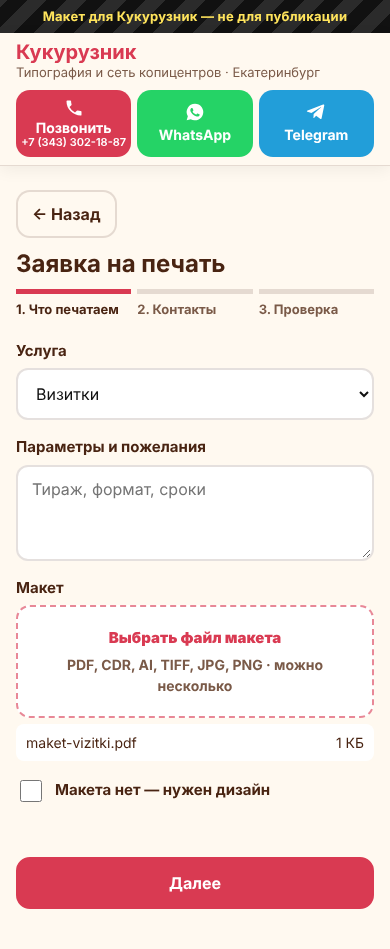 Макет для Кукурузник — не для публикации
Кукурузник
Типография и сеть копицентров · Екатеринбург
Позвонить
+7 (343) 302-18-87
WhatsApp
Telegram
← Назад
Заявка на печать
1. Что печатаем
2. Контакты
3. Проверка
Услуга
Визитки
Параметры и пожелания
Тираж, формат, сроки
Макет
Выбрать файл макета
PDF, CDR, AI, TIFF, JPG, PNG · можно
несколько
maket-vizitki.pdf
1 КБ
Макета нет — нужен дизайн
Далее